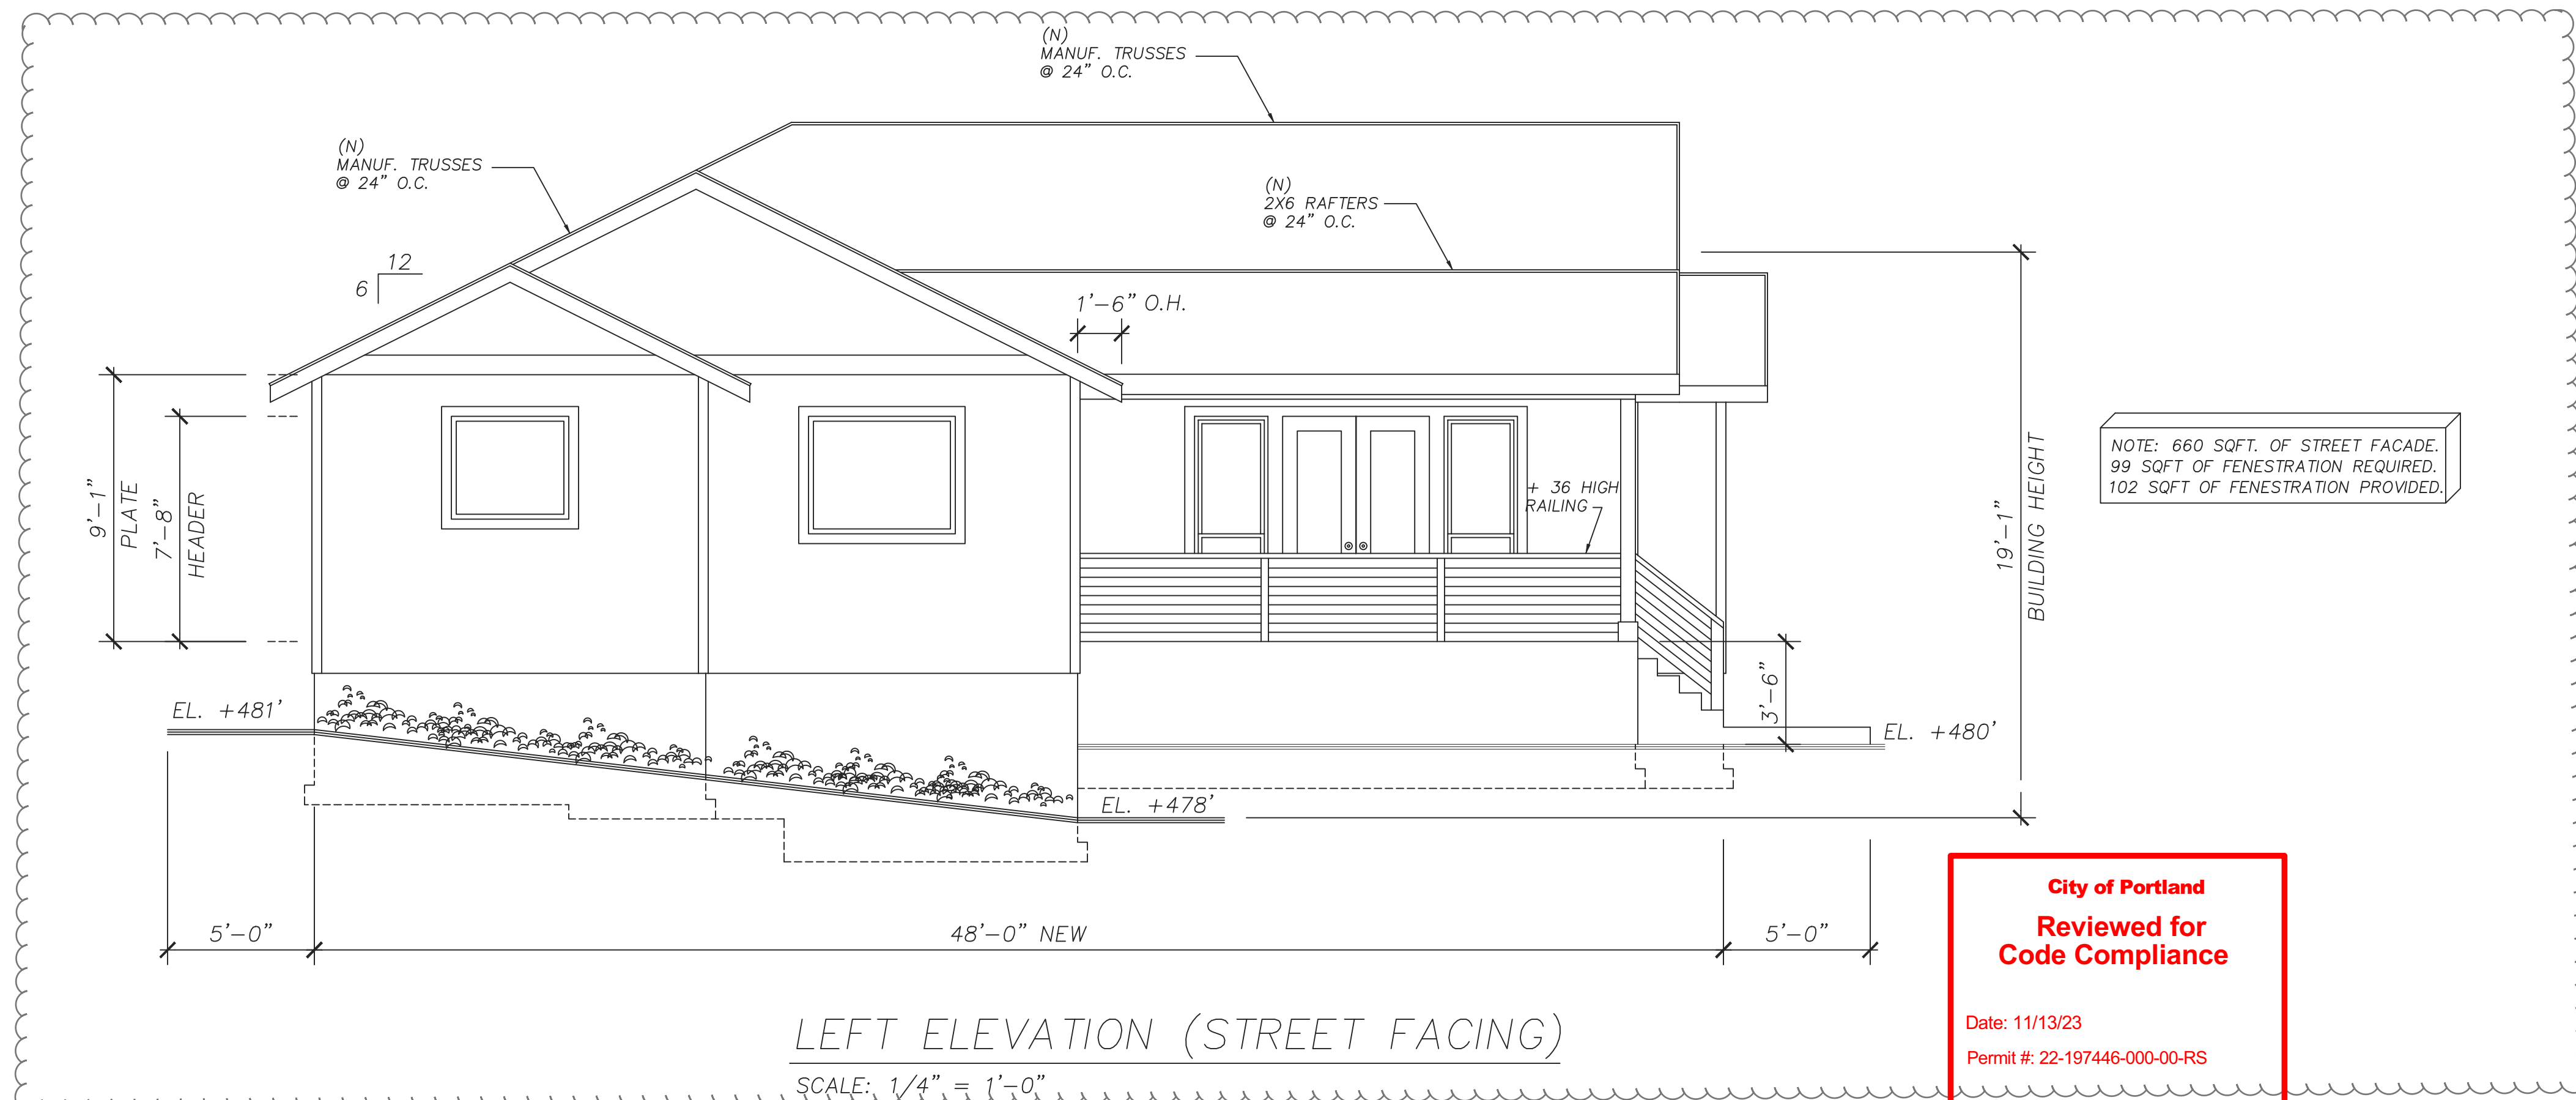 (N)
MANUF. TRUSSES
@ 24" O.C.
(N)
MANUF. TRUSSES
@ 24" O.C.
(N)
2X6 RAFTERS
@ 24" O.C.
12
6
1'-6" O.H.
9'-1"
PLATE
7'-8"
HEADER
+ 36 HIGH
RAILING
19'-1"
BUILDING HEIGHT
NOTE: 660 SQFT. OF STREET FACADE.
99 SQFT OF FENESTRATION REQUIRED.
102 SQFT OF FENESTRATION PROVIDED.
3'-6"
EL. +481'
EL. +480'
EL. +478'
5'-0"
48'-0" NEW
5'-0"
City of Portland
Reviewed for
Code Compliance
Date: 11/13/23
Permit #: 22-197446-000-00-RS
LEFT ELEVATION (STREET FACING)
SCALE: 1/4" = 1'-0"